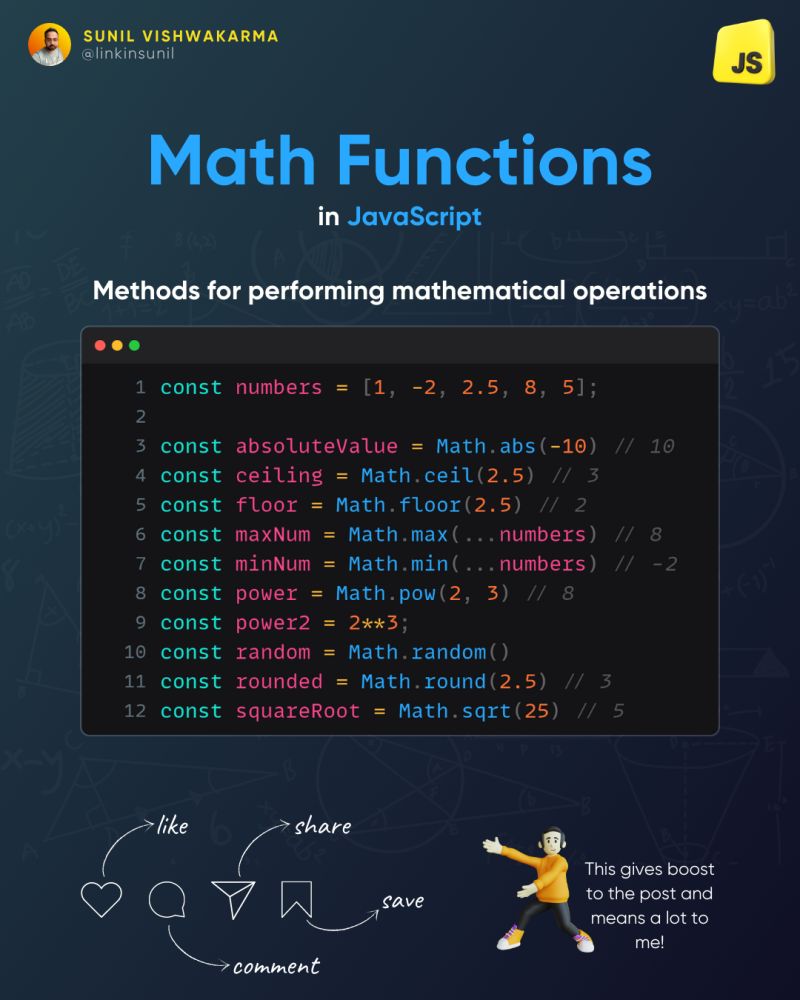 SUNIL VISHWAKARMA
@linkinsunil
JS
Math Functions
in JavaScript
Methods for performing mathematical operations
1 const numbers = [1, -2, 2.5, 8, 5];
2
3 const absoluteValue = Math.abs(-10) // 10
4 const ceiling = Math.ceil(2.5) // 3
5 const floor = Math.floor(2.5) // 2
6 const maxNum = Math.max(...numbers) // 8
7 const minNum = Math.min(...numbers) // -2
8 const power = Math.pow(2, 3) // 8
9 const power2 = 2**3;
10 const random = Math.random()
11 const rounded = Math.round(2.5) // 3
12 const squareRoot = Math.sqrt(25) // 5
like
share
save
comment
This gives boost
to the post and
means a lot to
me!